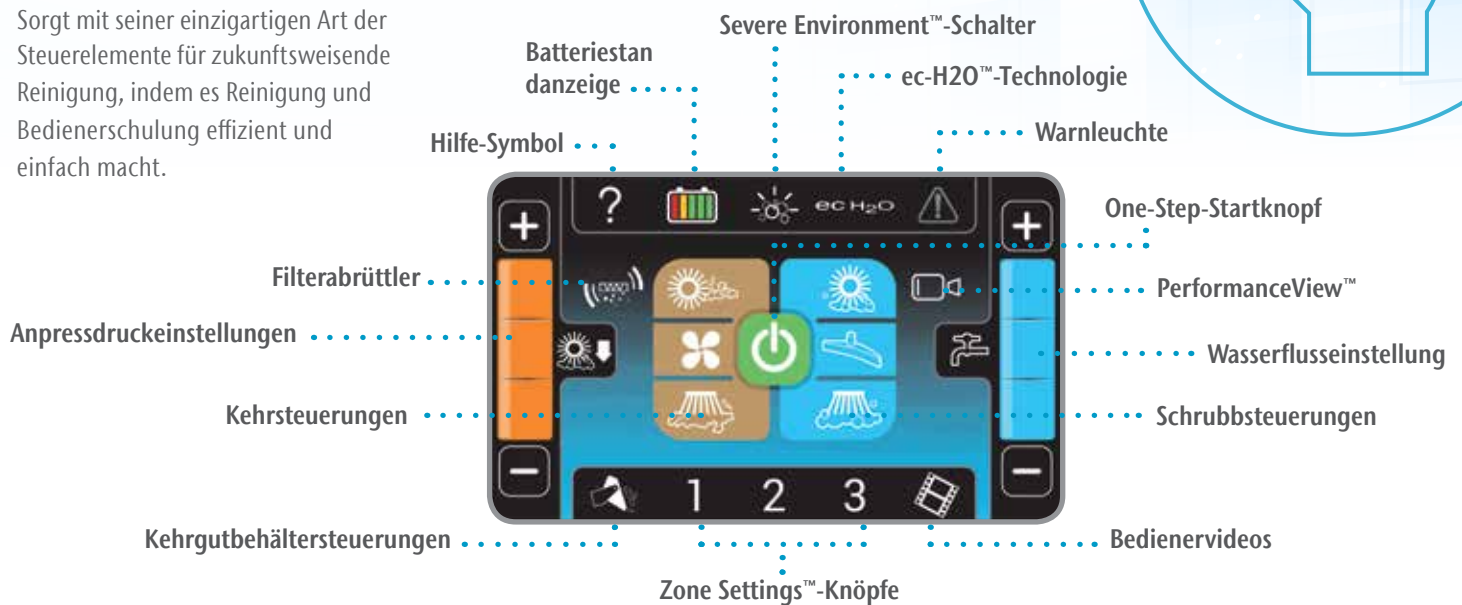 Sorgt mit seiner einzigartigen Art der
Steuerelemente für zukunftsweisende
Reinigung, indem es Reinigung und
Bedienerschulung effizient und
einfach macht.
Severe Environment™-Schalter
Batteriestan
danzeige
ec-H2O™-Technologie
Hilfe-Symbol
Warnleuchte
? ec H₂O
One-Step-Startknopf
+ +
Filterabrüttler
PerformanceView™
Anpressdruckeinstellungen
Wasserflusseinstellung
Kehrsteuerungen
Schrubbsteuerungen
− −
1 2 3
Kehrgutbehältersteuerungen
Bedienervideos
Zone Settings™-Knöpfe